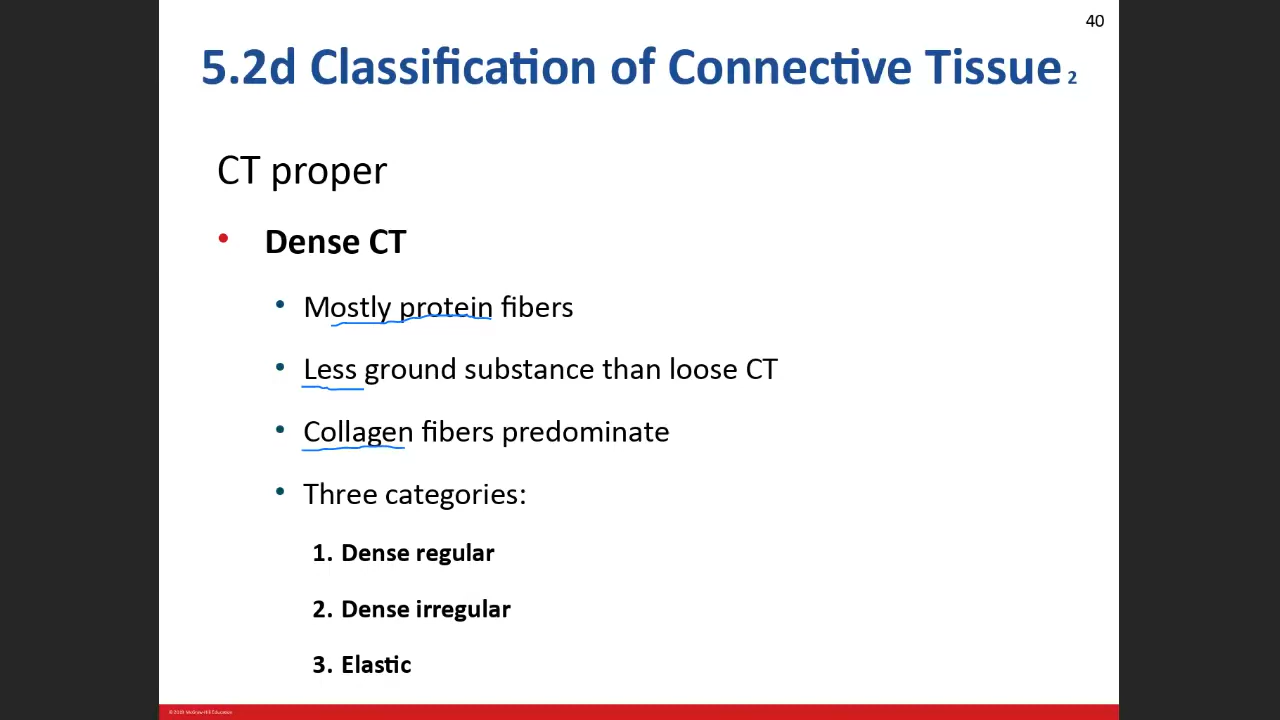 40
5.2d Classification of Connective Tissue 2
CT proper
• Dense CT
• Mostly protein fibers
• Less ground substance than loose CT
• Collagen fibers predominate
• Three categories:
1. Dense regular
2. Dense irregular
3. Elastic